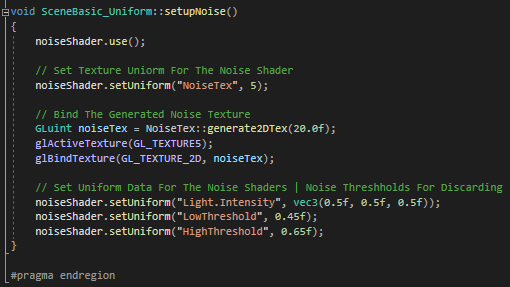 void SceneBasic_Uniform::setupNoise()
{
noiseShader.use();
// Set Texture Uniorm For The Noise Shader
noiseShader.setUniform("NoiseTex", 5);
// Bind The Generated Noise Texture
GLuint noiseTex = NoiseTex::generate2DTex(20.0f);
glActiveTexture(GL_TEXTURE5);
glBindTexture(GL_TEXTURE_2D, noiseTex);
// Set Uniform Data For The Noise Shaders | Noise Threshholds For Discarding
noiseShader.setUniform("Light.Intensity", vec3(0.5f, 0.5f, 0.5f));
noiseShader.setUniform("LowThreshold", 0.45f);
noiseShader.setUniform("HighThreshold", 0.65f);
}
#pragma endregion